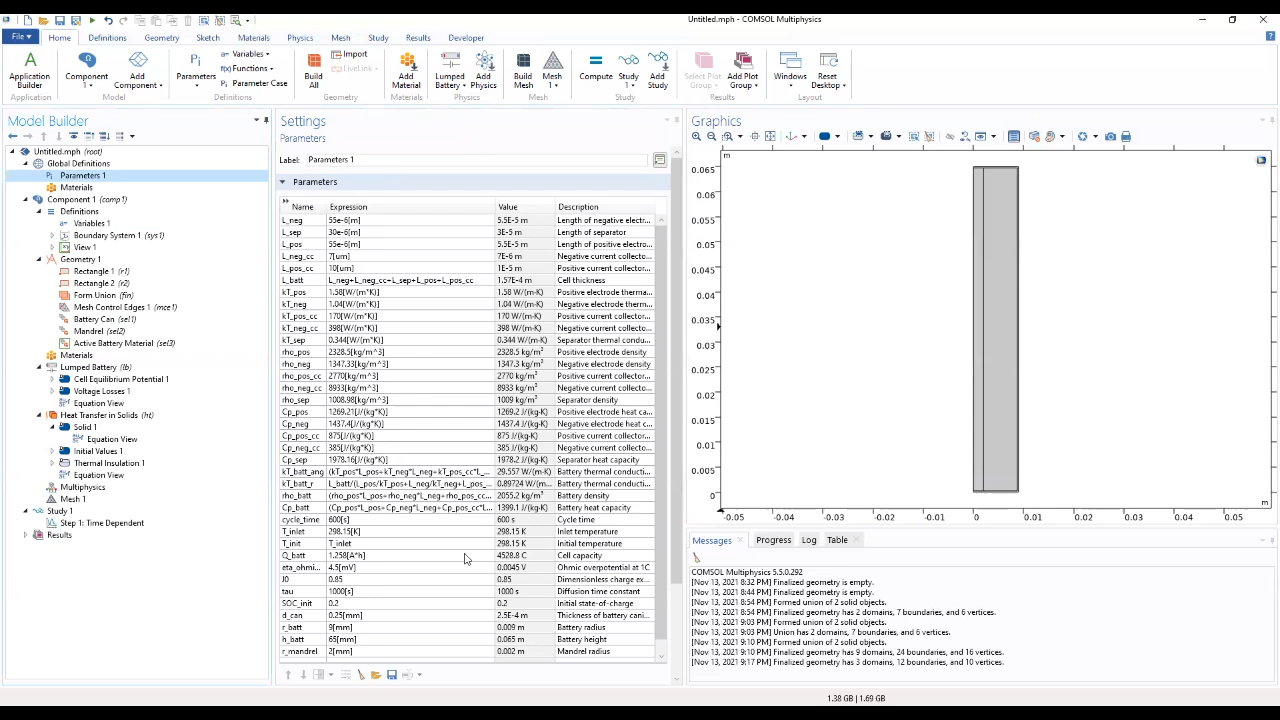 Untitled.mph - COMSOL Multiphysics
File Home Definitions Geometry Sketch Materials Physics Mesh Study Results Developer
Application Builder
Component 1
Add Component
Parameters
Variables
Functions
Parameter Case
Build All
Import
LiveLink
Add Material
Lumped Battery
Add Physics
Build Mesh
Mesh 1
Compute
Study 1
Add Study
Select Plot Group
Add Plot Group
Windows
Reset Desktop
Application Model Definitions Geometry Materials Physics Mesh Study Results Layout
Model Builder
Untitled.mph (root)
Global Definitions
Parameters 1
Materials
Component 1 (comp1)
Definitions
Variables 1
Boundary System 1 (sys1)
View 1
Geometry 1
Rectangle 1 (r1)
Rectangle 2 (r2)
Form Union (fin)
Mesh Control Edges 1 (mce1)
Battery Can (sel1)
Mandrel (sel2)
Active Battery Material (sel3)
Materials
Lumped Battery (lb)
Cell Equilibrium Potential 1
Voltage Losses 1
Equation View
Heat Transfer in Solids (ht)
Solid 1
Equation View
Initial Values 1
Thermal Insulation 1
Equation View
Multiphysics
Mesh 1
Study 1
Step 1: Time Dependent
Results
Settings
Parameters
Label: Parameters 1
Parameters
Name Expression Value Description
L_neg 55e-6[m] 5.5E-5 m Length of negative electr...
L_sep 30e-6[m] 3E-5 m Length of separator
L_pos 55e-6[m] 5.5E-5 m Length of positive electro...
L_neg_cc 7[um] 7E-6 m Negative current collecto...
L_pos_cc 10[um] 1E-5 m Positive current collector...
L_batt L_neg+L_neg_cc+L_sep+L_pos+L_pos_cc 1.57E-4 m Cell thickness
kT_pos 1.58[W/(m*K)] 1.58 W/(m·K) Positive electrode therma...
kT_neg 1.04[W/(m*K)] 1.04 W/(m·K) Negative electrode therm...
kT_pos_cc 170[W/(m*K)] 170 W/(m·K) Positive current collector...
kT_neg_cc 398[W/(m*K)] 398 W/(m·K) Negative current collecto...
kT_sep 0.344[W/(m*K)] 0.344 W/(m·K) Separator thermal condu...
rho_pos 2328.5[kg/m^3] 2328.5 kg/m³ Positive electrode density
rho_neg 1347.33[kg/m^3] 1347.3 kg/m³ Negative electrode density
rho_pos_cc 2770[kg/m^3] 2770 kg/m³ Positive current collector...
rho_neg_cc 8933[kg/m^3] 8933 kg/m³ Negative current collecto...
rho_sep 1008.98[kg/m^3] 1009 kg/m³ Separator density
Cp_pos 1269.21[J/(kg*K)] 1269.2 J/(kg·K) Positive electrode heat ca...
Cp_neg 1437.4[J/(kg*K)] 1437.4 J/(kg·K) Negative electrode heat c...
Cp_pos_cc 875[J/(kg*K)] 875 J/(kg·K) Positive current collector...
Cp_neg_cc 385[J/(kg*K)] 385 J/(kg·K) Negative current collecto...
Cp_sep 1978.16[J/(kg*K)] 1978.2 J/(kg·K) Separator heat capacity
kT_batt_ang (kT_pos*L_pos+kT_neg*L_neg+kT_pos_cc*L_... 29.557 W/(m·K) Battery thermal conducti...
kT_batt_r L_batt/(L_pos/kT_pos+L_neg/kT_neg+L_pos_... 0.89724 W/(m... Battery thermal conducti...
rho_batt (rho_pos*L_pos+rho_neg*L_neg+rho_pos_cc... 2055.2 kg/m³ Battery density
Cp_batt (Cp_pos*L_pos+Cp_neg*L_neg+Cp_pos_cc*L... 1399.1 J/(kg·K) Battery heat capacity
cycle_time 600[s] 600 s Cycle time
T_inlet 298.15[K] 298.15 K Inlet temperature
T_init T_inlet 298.15 K Initial temperature
Q_batt 1.258[A*h] 4528.8 C Cell capacity
eta_ohmi... 4.5[mV] 0.0045 V Ohmic overpotential at 1C
J0 0.85 0.85 Dimensionless charge ex...
tau 1000[s] 1000 s Diffusion time constant
SOC_init 0.2 0.2 Initial state-of-charge
d_can 0.25[mm] 2.5E-4 m Thickness of battery cani...
r_batt 9[mm] 0.009 m Battery radius
h_batt 65[mm] 0.065 m Battery height
r_mandrel 2[mm] 0.002 m Mandrel radius
Graphics
m
0.065
0.06
0.055
0.05
0.045
0.04
0.035
0.03
0.025
0.02
0.015
0.01
0.005
0
m
-0.05 -0.04 -0.03 -0.02 -0.01 0 0.01 0.02 0.03 0.04 0.05
Messages Progress Log Table
COMSOL Multiphysics 5.5.0.292
[Nov 13, 2021 8:32 PM] Finalized geometry is empty.
[Nov 13, 2021 8:44 PM] Finalized geometry is empty.
[Nov 13, 2021 8:54 PM] Formed union of 2 solid objects.
[Nov 13, 2021 8:54 PM] Finalized geometry has 2 domains, 7 boundaries, and 6 vertices.
[Nov 13, 2021 9:03 PM] Formed union of 2 solid objects.
[Nov 13, 2021 9:03 PM] Union has 2 domains, 7 boundaries, and 6 vertices.
[Nov 13, 2021 9:10 PM] Formed union of 2 solid objects.
[Nov 13, 2021 9:10 PM] Finalized geometry has 9 domains, 24 boundaries, and 16 vertices.
[Nov 13, 2021 9:17 PM] Finalized geometry has 3 domains, 12 boundaries, and 10 vertices.
1.38 GB | 1.69 GB